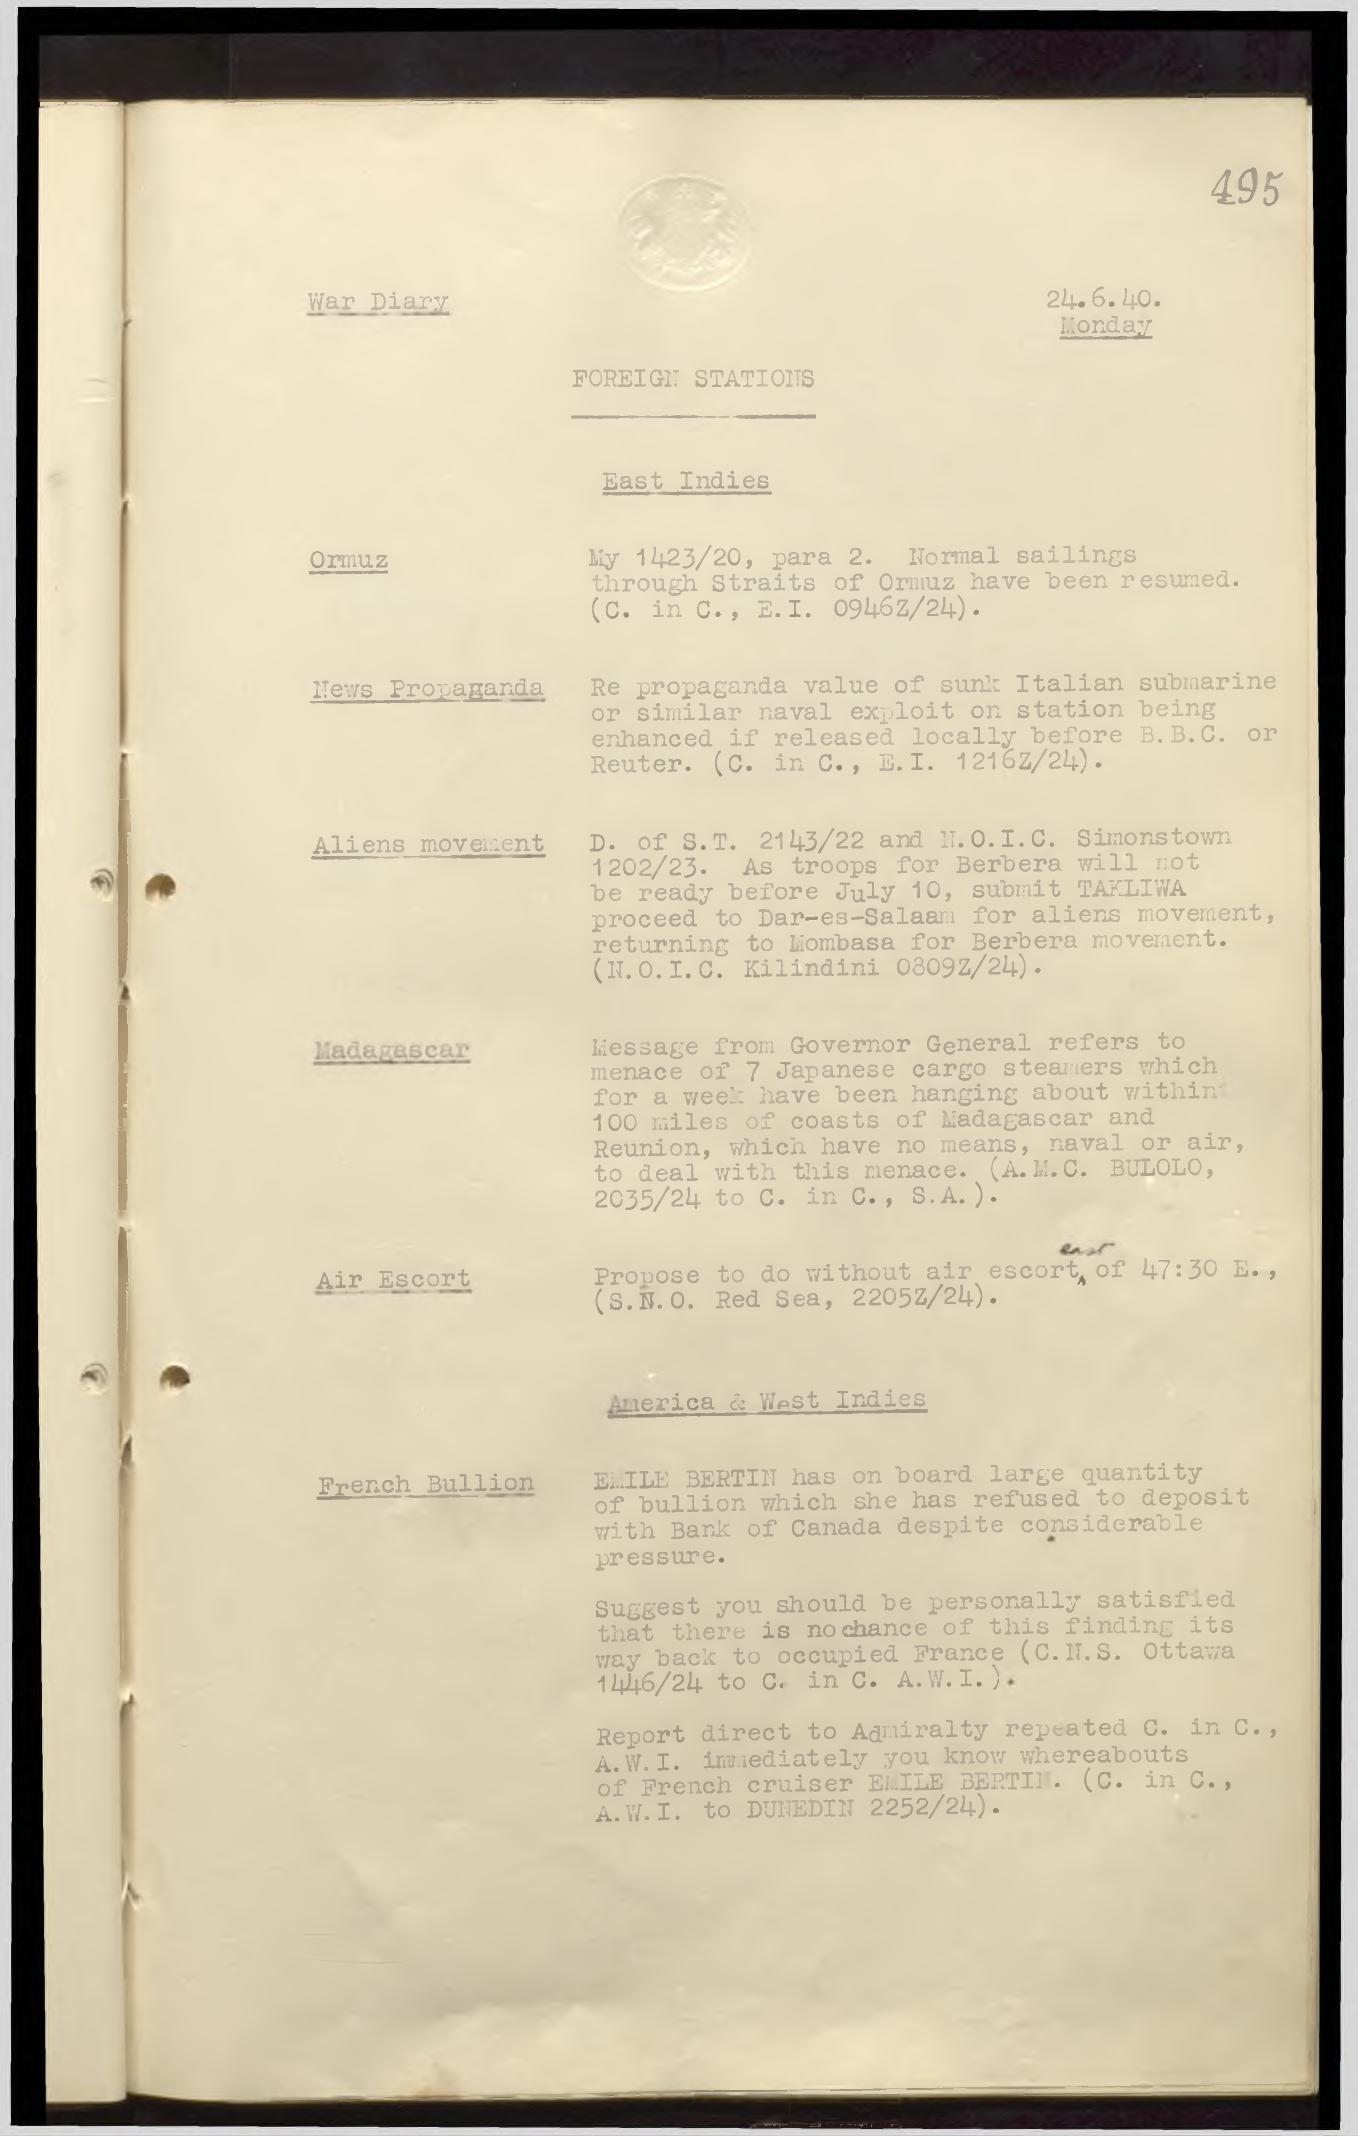 495
War Diary
24.6.40.
Monday
FOREIGN STATIONS
East Indies
Ormuz
My 1423/20, para 2. Normal sailings
through Straits of Ormuz have been resumed.
(C. in C., E.I. 0946Z/24).
News Propaganda
Re propaganda value of sunk Italian submarine
or similar naval exploit on station being
enhanced if released locally before B.B.C. or
Reuter. (C. in C., E.I. 1216Z/24).
Aliens movement
D. of S.T. 2143/22 and N.O.I.C. Simonstown
1202/23. As troops for Berbera will not
be ready before July 10, submit TAKLIWA
proceed to Dar-es-Salaam for aliens movement,
returning to Mombasa for Berbera movement.
(N.O.I.C. Kilindini 0809Z/24).
Madagascar
Message from Governor General refers to
menace of 7 Japanese cargo steamers which
for a week have been hanging about within
100 miles of coasts of Madagascar and
Reunion, which have no means, naval or air,
to deal with this menace. (A.M.C. BULOLO,
2035/24 to C. in C., S.A.).
Air Escort
Propose to do without air escort east of 47:30 E.,
(S.N.O. Red Sea, 2205Z/24).
America & West Indies
French Bullion
EMILE BERTIN has on board large quantity
of bullion which she has refused to deposit
with Bank of Canada despite considerable
pressure.
Suggest you should be personally satisfied
that there is no chance of this finding its
way back to occupied France (C.N.S. Ottawa
1446/24 to C. in C. A.W.I.).
Report direct to Admiralty repeated C. in C.,
A.W.I. immediately you know whereabouts
of French cruiser EMILE BERTIN. (C. in C.,
A.W.I. to DUNEDIN 2252/24).